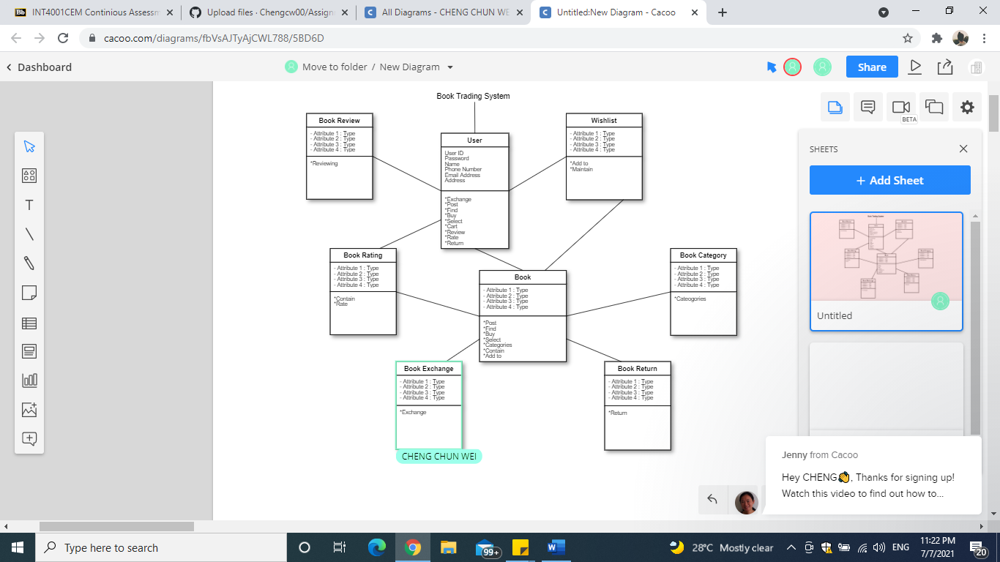 INT4001CEM Continious Assessm
Upload files · Chengcw00/Assign
All Diagrams - CHENG CHUN WE
Untitled:New Diagram - Cacoo
cacoo.com/diagrams/fbVsAJTyAjCWL788/5BD6D
Dashboard
Move to folder / New Diagram
Share
BETA
Book Trading System
Book Review
- Attribute 1 : Type
- Attribute 2 : Type
- Attribute 3 : Type
- Attribute 4 : Type
*Reviewing
User
User ID
Password
Name
Phone Number
Email Address
Address
*Exchange
*Post
*Find
*Buy
*Select
*Cart
*Review
*Rate
*Return
Wishlist
- Attribute 1 : Type
- Attribute 2 : Type
- Attribute 3 : Type
- Attribute 4 : Type
*Add to
*Maintain
Book Rating
- Attribute 1 : Type
- Attribute 2 : Type
- Attribute 3 : Type
- Attribute 4 : Type
*Contain
*Rate
Book
- Attribute 1 : Type
- Attribute 2 : Type
- Attribute 3 : Type
- Attribute 4 : Type
*Post
*Find
*Buy
*Select
*Categories
*Contain
*Add to
Book Category
- Attribute 1 : Type
- Attribute 2 : Type
- Attribute 3 : Type
- Attribute 4 : Type
*Cateogories
Book Exchange
- Attribute 1 : Type
- Attribute 2 : Type
- Attribute 3 : Type
- Attribute 4 : Type
*Exchange
CHENG CHUN WEI
Book Return
- Attribute 1 : Type
- Attribute 2 : Type
- Attribute 3 : Type
- Attribute 4 : Type
*Return
SHEETS
+ Add Sheet
Untitled
Jenny from Cacoo
Hey CHENG👏, Thanks for signing up!
Watch this video to find out how to...
Type here to search
99+
28°C Mostly clear
ENG
11:22 PM
7/7/2021
20